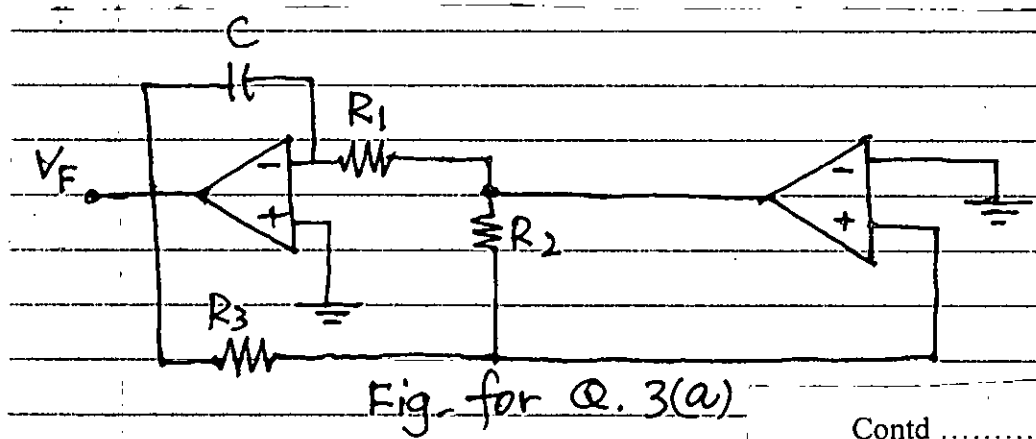 C
R1
VF
R2
R3
Fig. for Q. 3(a)
Contd .........